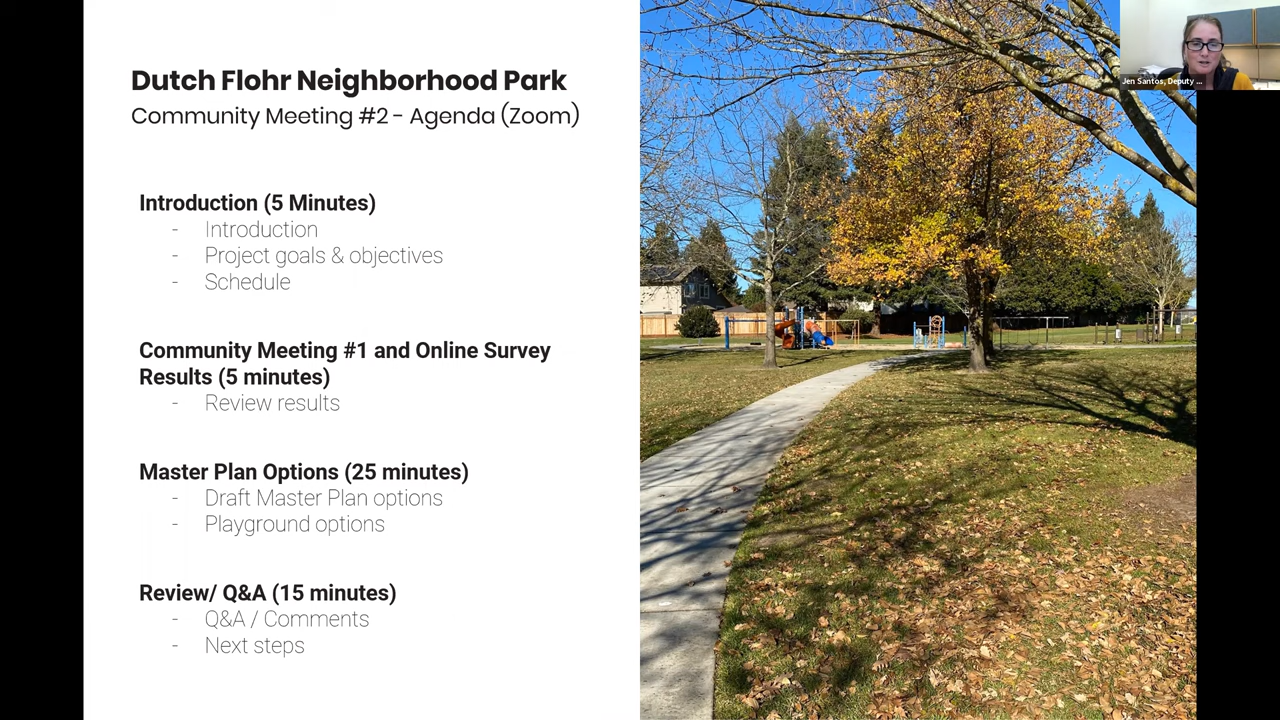 Dutch Flohr Neighborhood Park
Community Meeting #2 - Agenda (Zoom)
Introduction (5 Minutes)
- Introduction
- Project goals & objectives
- Schedule
Community Meeting #1 and Online Survey
Results (5 minutes)
- Review results
Master Plan Options (25 minutes)
- Draft Master Plan options
- Playground options
Review/ Q&A (15 minutes)
- Q&A / Comments
- Next steps
Jen Santos, Deputy ...